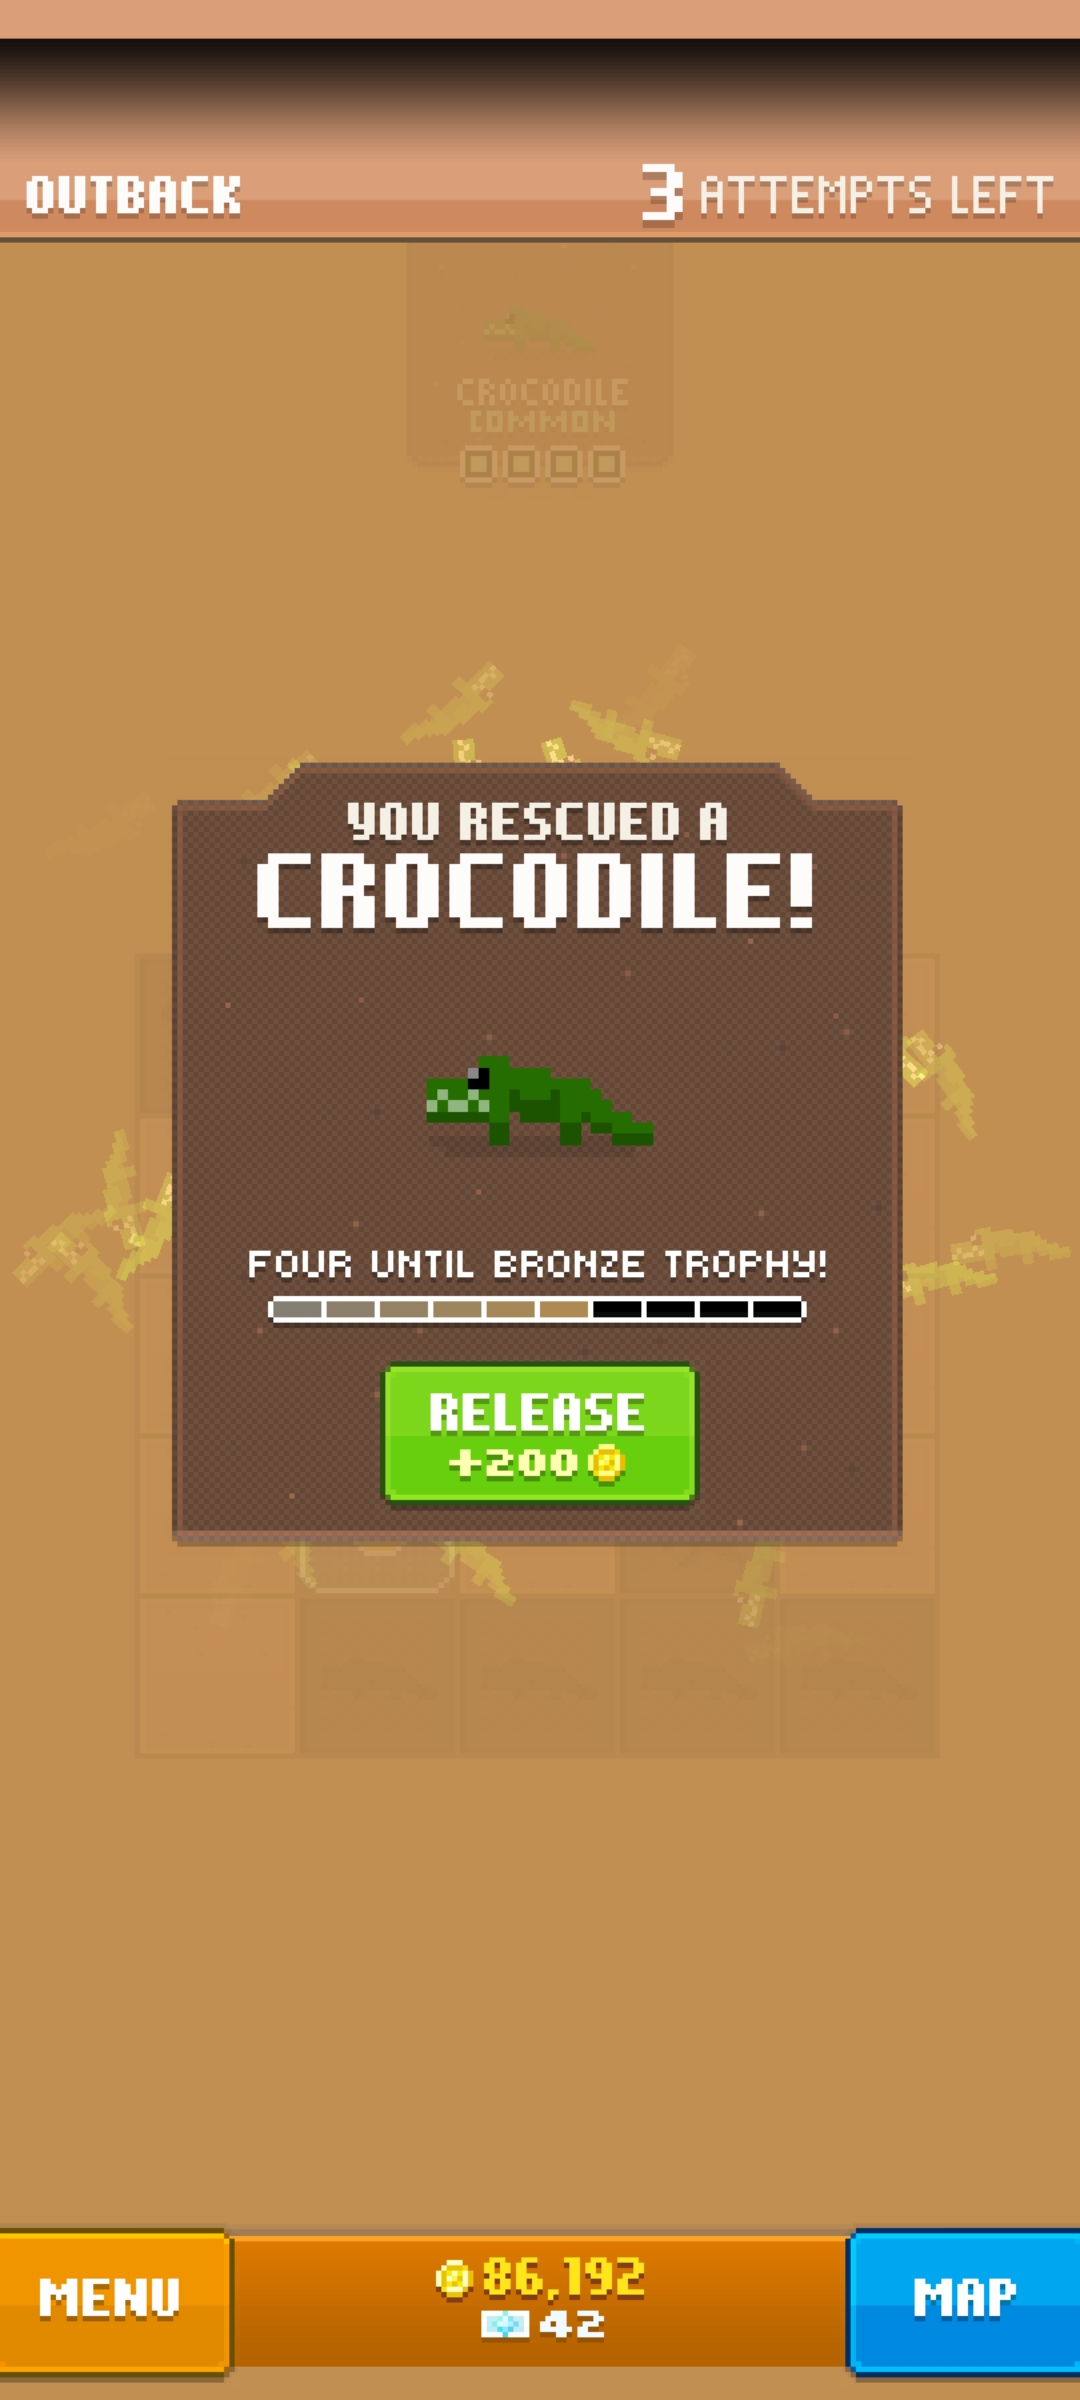 OUTBACK
3 ATTEMPTS LEFT
CROCODILE
COMMON
YOU RESCUED A
CROCODILE!
FOUR UNTIL BRONZE TROPHY!
RELEASE
+200
86,192
42
MENU
MAP